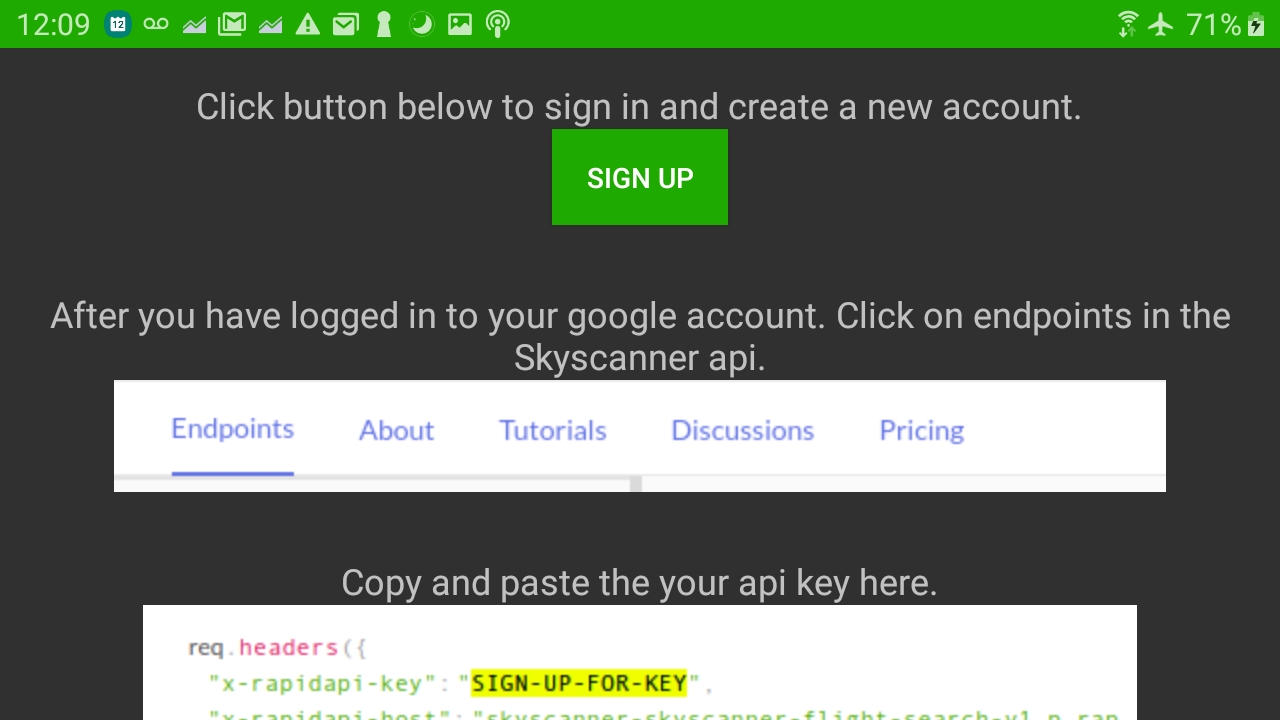 12:09 12 71%
Click button below to sign in and create a new account.
SIGN UP
After you have logged in to your google account. Click on endpoints in the
Skyscanner api.
Endpoints About Tutorials Discussions Pricing
Copy and paste the your api key here.
req.headers({
"x-rapidapi-key": "SIGN-UP-FOR-KEY",
"x-rapidapi-host": "skyscanner-skyscanner-flight-search-v1.p.rap